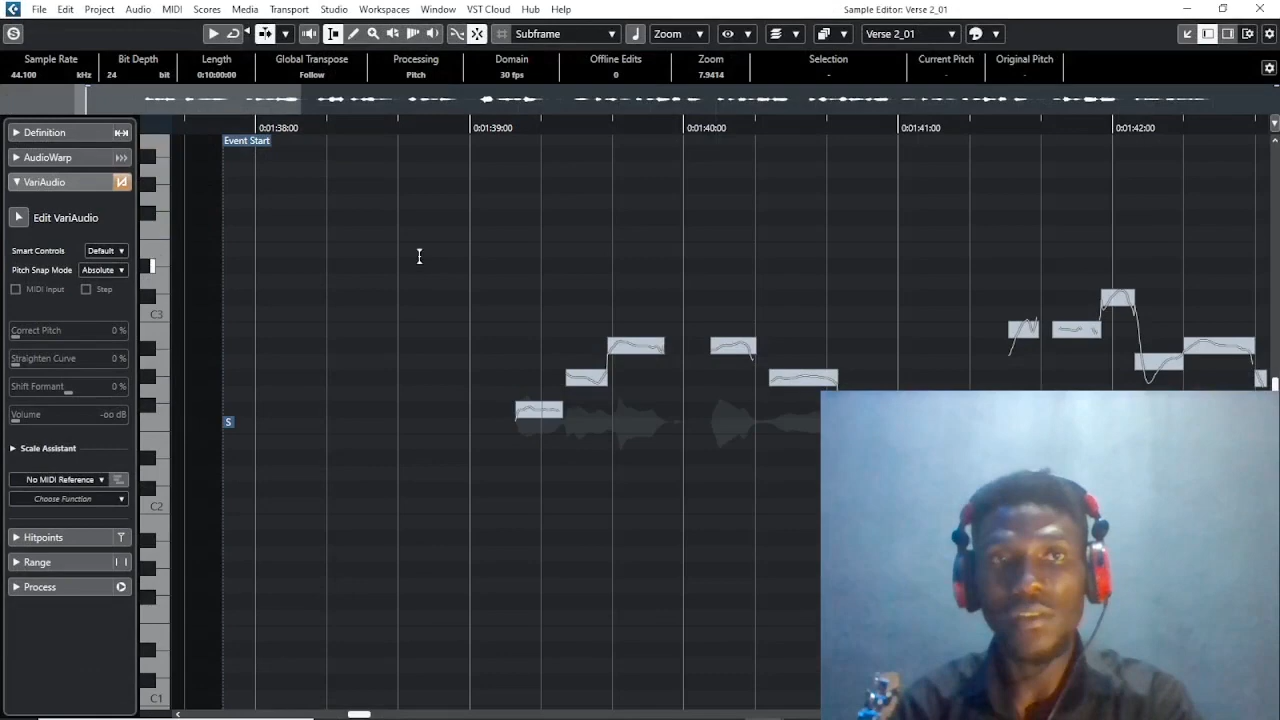 File Edit Project Audio MIDI Scores Media Transport Studio Workspaces Window VST Cloud Hub Help Sample Editor: Verse 2_01
Subframe Zoom Verse 2_01
Sample Rate Bit Depth Length Global Transpose Processing Domain Offline Edits Zoom Selection Current Pitch Original Pitch
44.100 kHz 24 bit 0:10:00:00 Follow Pitch 30 fps 0 7.9414 - - -
Definition
0:01:38:00 0:01:39:00 0:01:40:00 0:01:41:00 0:01:42:00
Event Start
AudioWarp
VariAudio
Edit VariAudio
Smart Controls Default
Pitch Snap Mode Absolute
MIDI Input Step
C3
Correct Pitch 0 %
Straighten Curve 0 %
Shift Formant 0 %
Volume -oo dB
S
Scale Assistant
No MIDI Reference
Choose Function
C2
Hitpoints
Range
Process
C1